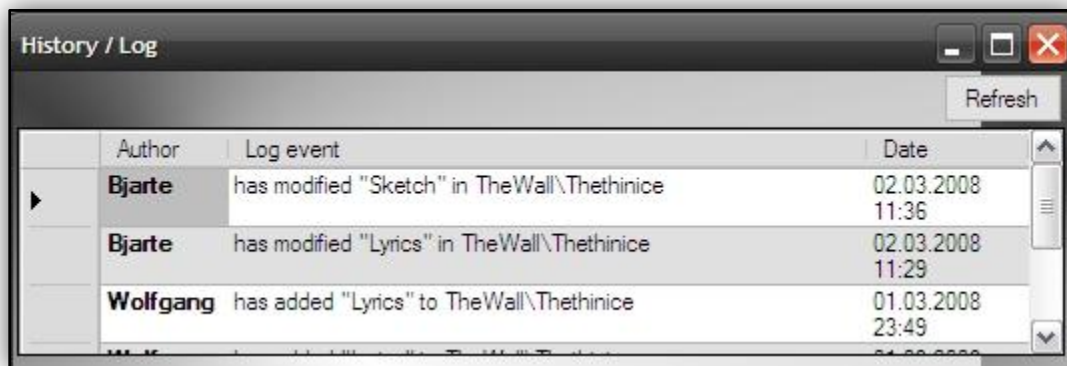 History / Log
Refresh
Author Log event Date
Bjarte has modified "Sketch" in TheWall\Thethinice 02.03.2008
11:36
Bjarte has modified "Lyrics" in TheWall\Thethinice 02.03.2008
11:29
Wolfgang has added "Lyrics" to TheWall\Thethinice 01.03.2008
23:49